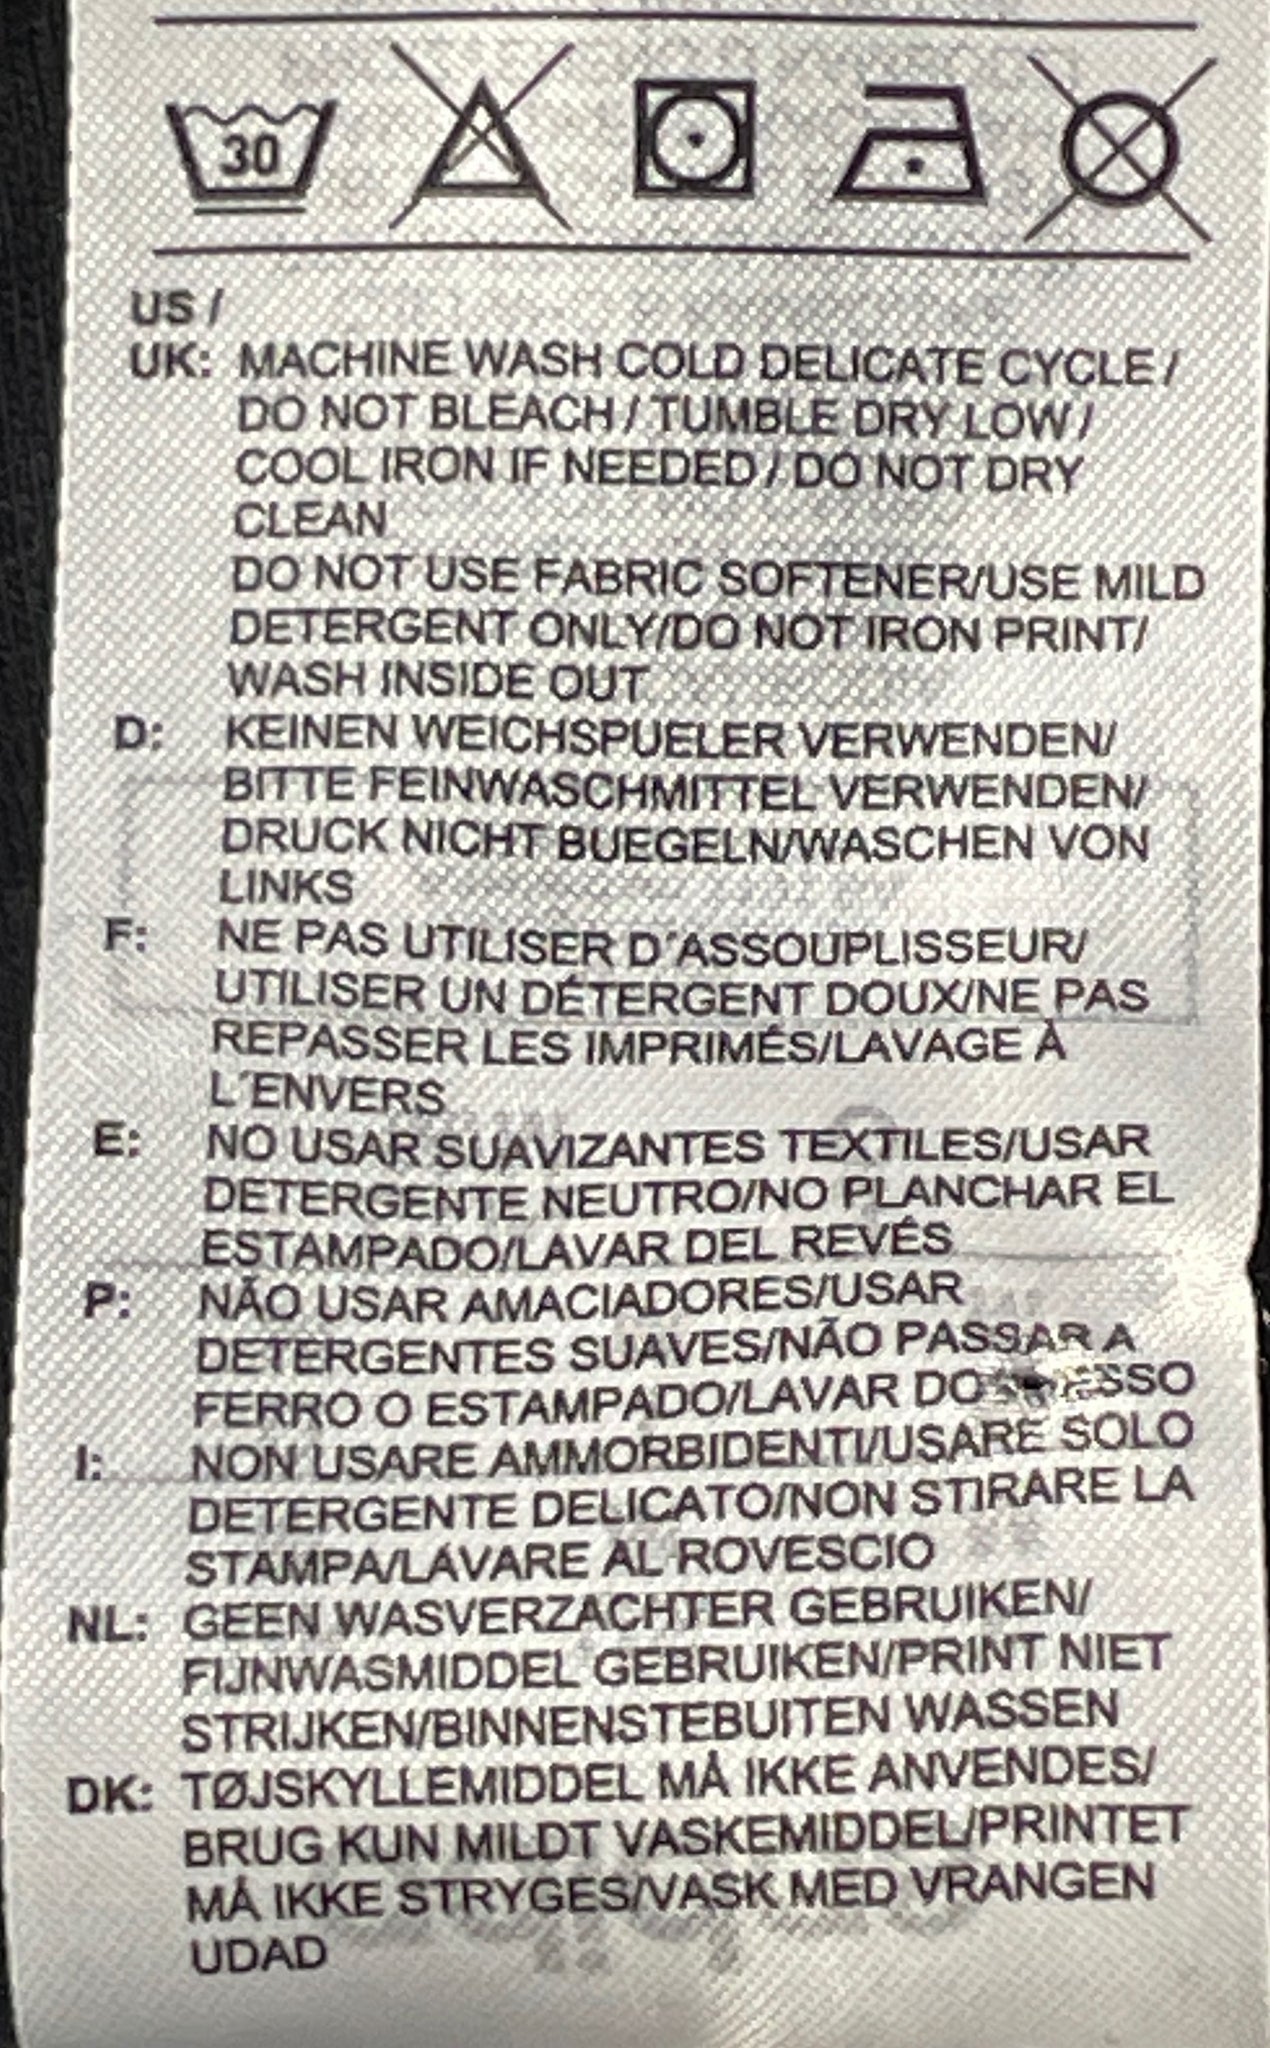 30
US /
UK: MACHINE WASH COLD DELICATE CYCLE /
DO NOT BLEACH / TUMBLE DRY LOW /
COOL IRON IF NEEDED / DO NOT DRY
CLEAN
DO NOT USE FABRIC SOFTENER/USE MILD
DETERGENT ONLY/DO NOT IRON PRINT/
WASH INSIDE OUT
D: KEINEN WEICHSPUELER VERWENDEN/
BITTE FEINWASCHMITTEL VERWENDEN/
DRUCK NICHT BUEGELN/WASCHEN VON
LINKS
F: NE PAS UTILISER D´ASSOUPLISSEUR/
UTILISER UN DÉTERGENT DOUX/NE PAS
REPASSER LES IMPRIMÉS/LAVAGE À
L´ENVERS
E: NO USAR SUAVIZANTES TEXTILES/USAR
DETERGENTE NEUTRO/NO PLANCHAR EL
ESTAMPADO/LAVAR DEL REVÉS
P: NÃO USAR AMACIADORES/USAR
DETERGENTES SUAVES/NÃO PASSAR A
FERRO O ESTAMPADO/LAVAR
I: NON USARE AMMORBIDENTI/USARE SOLO
DETERGENTE DELICATO/NON STIRARE LA
STAMPA/LAVARE AL ROVESCIO
NL: GEEN WASVERZACHTER GEBRUIKEN/
FIJNWASMIDDEL GEBRUIKEN/PRINT NIET
STRIJKEN/BINNENSTEBUITEN WASSEN
DK: TØJSKYLLEMIDDEL MÅ IKKE ANVENDES/
BRUG KUN MILDT VASKEMIDDEL/PRINTET
MÅ IKKE STRYGES/VASK MED VRANGEN
UDAD